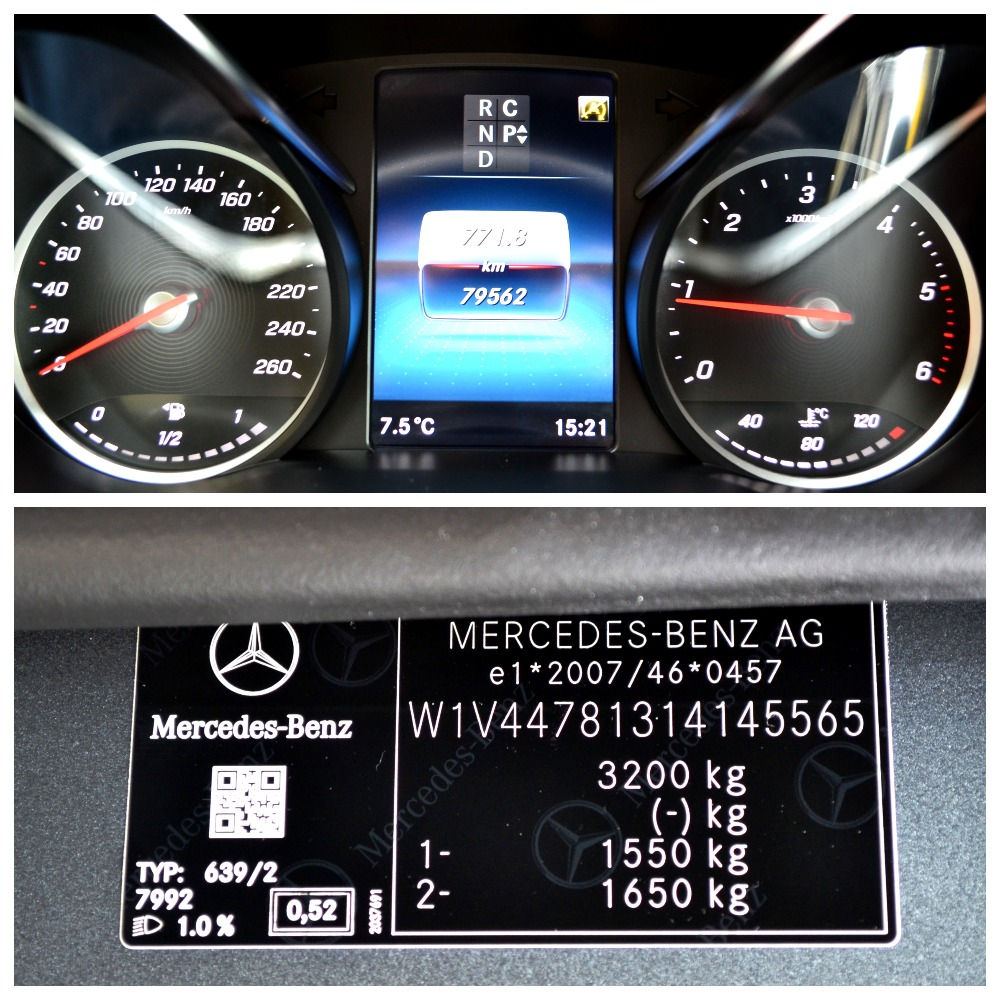 R C
N P
D
0
20
40
60
80
100
120
140
160
180
220
240
260
km/h
0 1/2 1
771.8
km
79562
7.5°C 15:21
0
1
2
3
4
5
6
°C
40 80 120
MERCEDES-BENZ AG
e1*2007/46*0457
W1V44781314145565
3200 kg
(-) kg
1- 1550 kg
2- 1650 kg
Mercedes-Benz
TYP: 639/2
7992
1.0 %
0,52
2037691